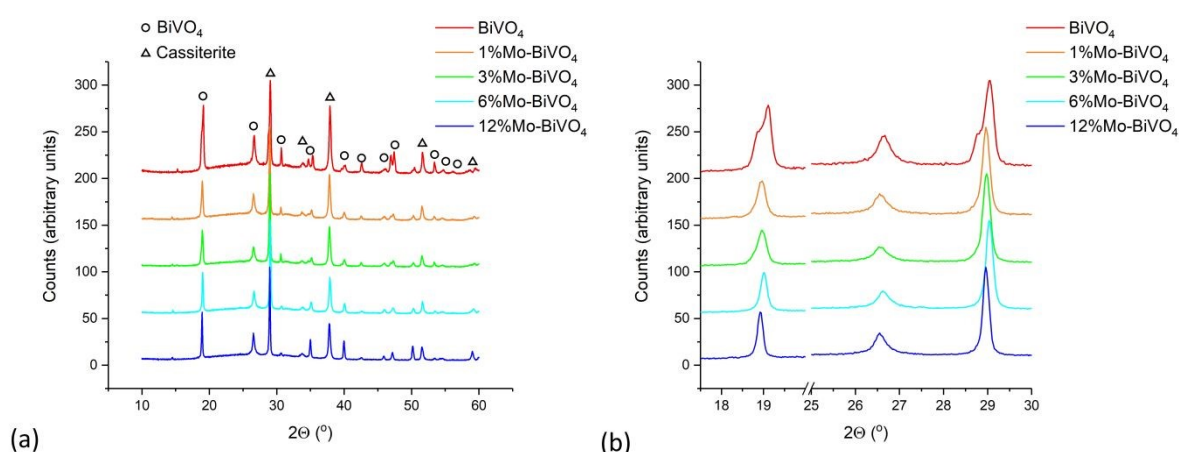 BiVO₄
Cassiterite
BiVO₄
1%Mo-BiVO₄
3%Mo-BiVO₄
6%Mo-BiVO₄
12%Mo-BiVO₄
300
250
200
150
100
50
0
Counts (arbitrary units)
10 20 30 40 50 60
2Θ (°)
(a)
BiVO₄
1%Mo-BiVO₄
3%Mo-BiVO₄
6%Mo-BiVO₄
12%Mo-BiVO₄
300
250
200
150
100
50
0
Counts (arbitrary units)
18 19 25 26 27 28 29 30
2Θ (°)
(b)